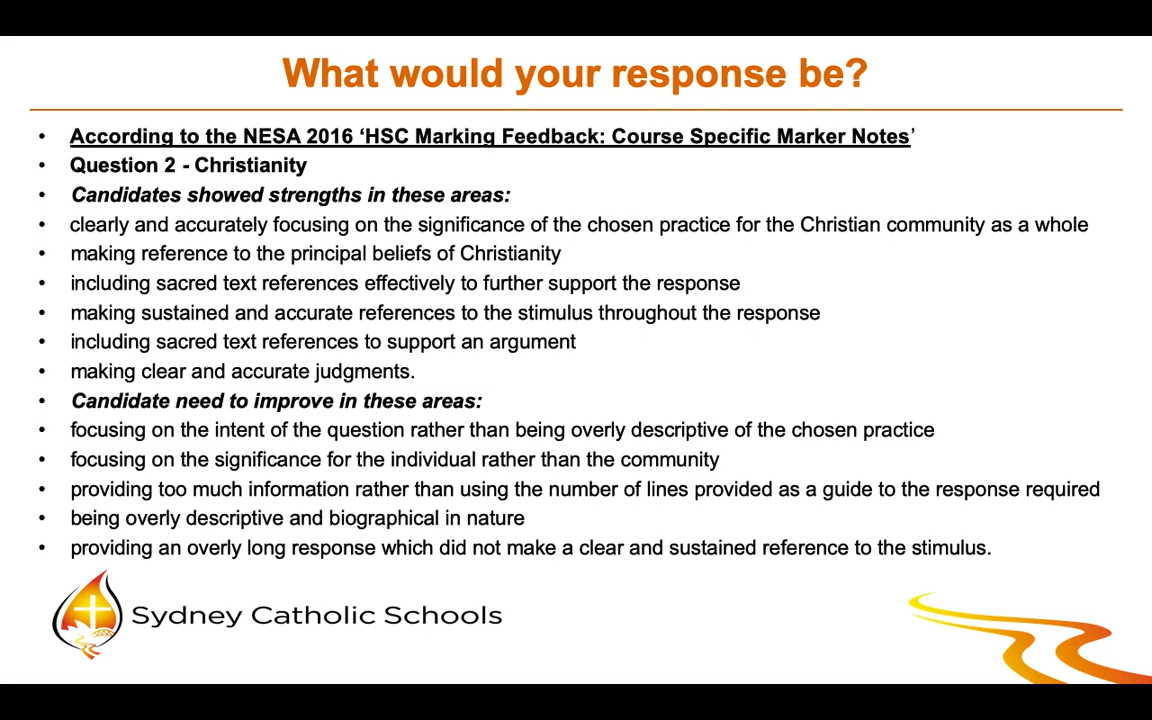 What would your response be?
• According to the NESA 2016 ‘HSC Marking Feedback: Course Specific Marker Notes’
• Question 2 - Christianity
• Candidates showed strengths in these areas:
• clearly and accurately focusing on the significance of the chosen practice for the Christian community as a whole
• making reference to the principal beliefs of Christianity
• including sacred text references effectively to further support the response
• making sustained and accurate references to the stimulus throughout the response
• including sacred text references to support an argument
• making clear and accurate judgments.
• Candidate need to improve in these areas:
• focusing on the intent of the question rather than being overly descriptive of the chosen practice
• focusing on the significance for the individual rather than the community
• providing too much information rather than using the number of lines provided as a guide to the response required
• being overly descriptive and biographical in nature
• providing an overly long response which did not make a clear and sustained reference to the stimulus.
Sydney Catholic Schools